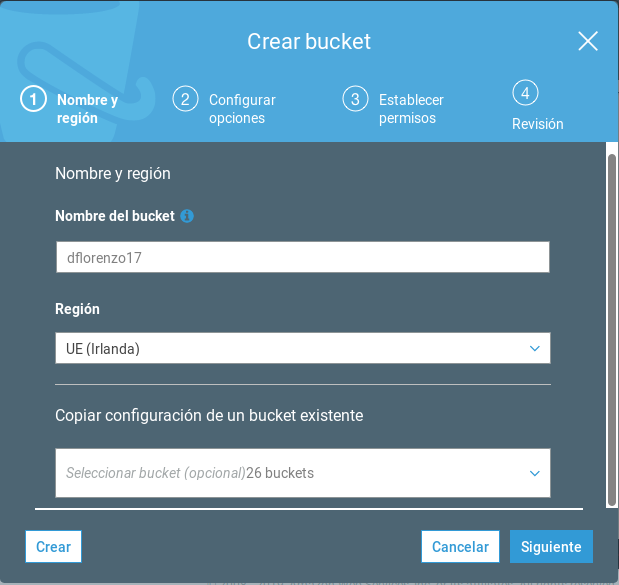 Crear bucket
1 Nombre y
región
2 Configurar
opciones
3 Establecer
permisos
4
Revisión
Nombre y región
Nombre del bucket
dflorenzo17
Región
UE (Irlanda)
Copiar configuración de un bucket existente
Seleccionar bucket (opcional)26 buckets
Crear
Cancelar
Siguiente